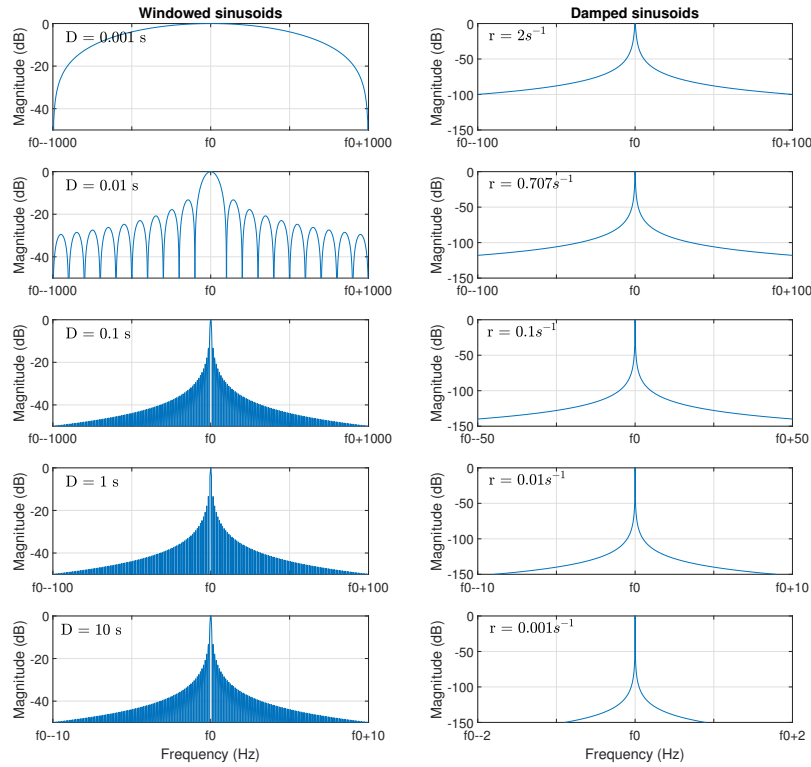 Windowed sinusoids
Magnitude (dB)
0
-20
-40
D = 0.001 s
f0--1000
f0
f0+1000
Magnitude (dB)
0
-20
-40
D = 0.01 s
f0--1000
f0
f0+1000
Magnitude (dB)
0
-20
-40
D = 0.1 s
f0--1000
f0
f0+1000
Magnitude (dB)
0
-20
-40
D = 1 s
f0--100
f0
f0+100
Magnitude (dB)
0
-20
-40
D = 10 s
f0--10
f0
f0+10
Frequency (Hz)
Damped sinusoids
Magnitude (dB)
0
-50
-100
-150
r = 2s⁻¹
f0--100
f0
f0+100
Magnitude (dB)
0
-50
-100
-150
r = 0.707s⁻¹
f0--100
f0
f0+100
Magnitude (dB)
0
-50
-100
-150
r = 0.1s⁻¹
f0--50
f0
f0+50
Magnitude (dB)
0
-50
-100
-150
r = 0.01s⁻¹
f0--10
f0
f0+10
Magnitude (dB)
0
-50
-100
-150
r = 0.001s⁻¹
f0--2
f0
f0+2
Frequency (Hz)